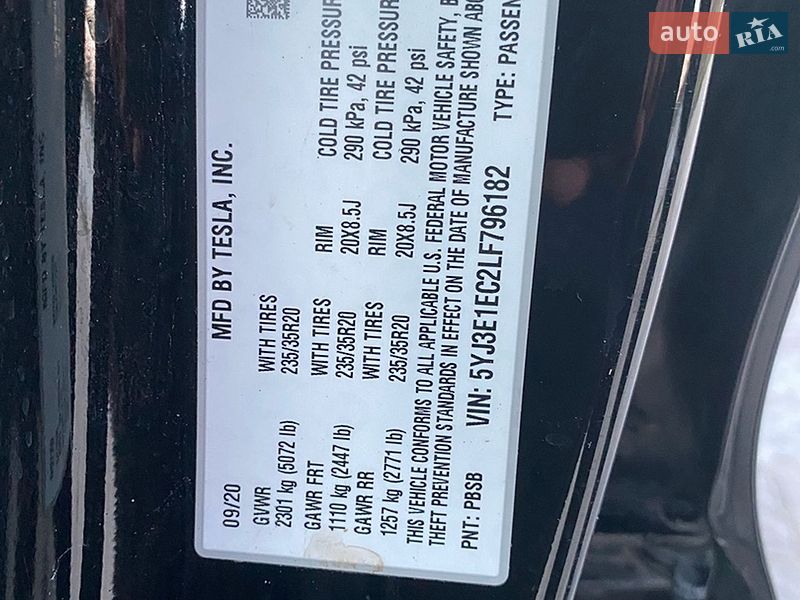 auto RIA .com
MFD BY TESLA, INC.
09/20
GVWR
2301 kg (5072 lb)
WITH TIRES
235/35R20
RIM
20X8.5J
COLD TIRE PRESSURE
290 kPa, 42 psi
GAWR FRT
1110 kg (2447 lb)
WITH TIRES
235/35R20
RIM
20X8.5J
COLD TIRE PRESSURE
290 kPa, 42 psi
GAWR RR
1257 kg (2771 lb)
WITH TIRES
235/35R20
THIS VEHICLE CONFORMS TO ALL APPLICABLE U.S. FEDERAL MOTOR VEHICLE SAFETY, B
THEFT PREVENTION STANDARDS IN EFFECT ON THE DATE OF MANUFACTURE SHOWN ABO
PNT: PBSB VIN: 5YJ3E1EC2LF796182 TYPE: PASSEN